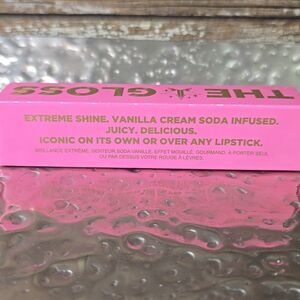 THE GLOSS
EXTREME SHINE. VANILLA CREAM SODA INFUSED.
JUICY. DELICIOUS.
ICONIC ON ITS OWN OR OVER ANY LIPSTICK.
BRILLANCE EXTRÊME. SENTEUR SODA VANILLE. EFFET MOUILLÉ. GOURMAND. À PORTER SEUL
OU PAR DESSUS VOTRE ROUGE À LÈVRES.